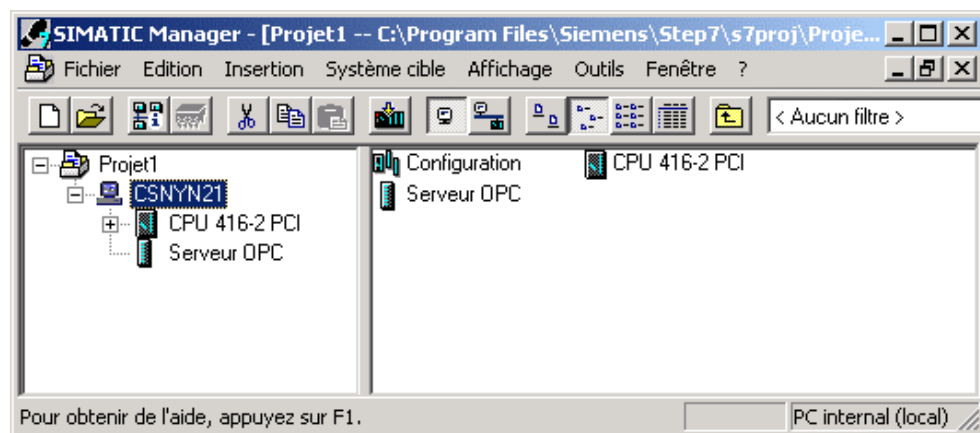 SIMATIC Manager - [Projet1 -- C:\Program Files\Siemens\Step7\s7proj\Proje...
Fichier Edition Insertion Système cible Affichage Outils Fenêtre ?
< Aucun filtre >
Projet1
CSNYN21
CPU 416-2 PCI
Serveur OPC
Configuration CPU 416-2 PCI
Serveur OPC
Pour obtenir de l'aide, appuyez sur F1. PC internal (local)